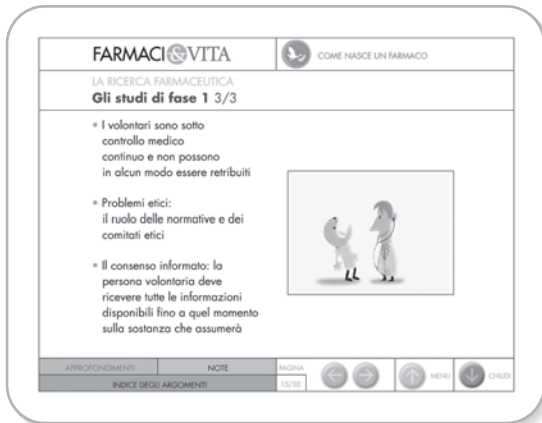 FARMACI&VITA
COME NASCE UN FARMACO
LA RICERCA FARMACEUTICA
Gli studi di fase 1 3/3
• I volontari sono sotto
controllo medico
continuo e non possono
in alcun modo essere retribuiti
• Problemi etici:
il ruolo delle normative e dei
comitati etici
• Il consenso informato: la
persona volontaria deve
ricevere tutte le informazioni
disponibili fino a quel momento
sulla sostanza che assumerà
APPROFONDIMENTI
NOTE
PAGINA
INDICE DEGLI ARGOMENTI
15/30
MENU
CHIUDI